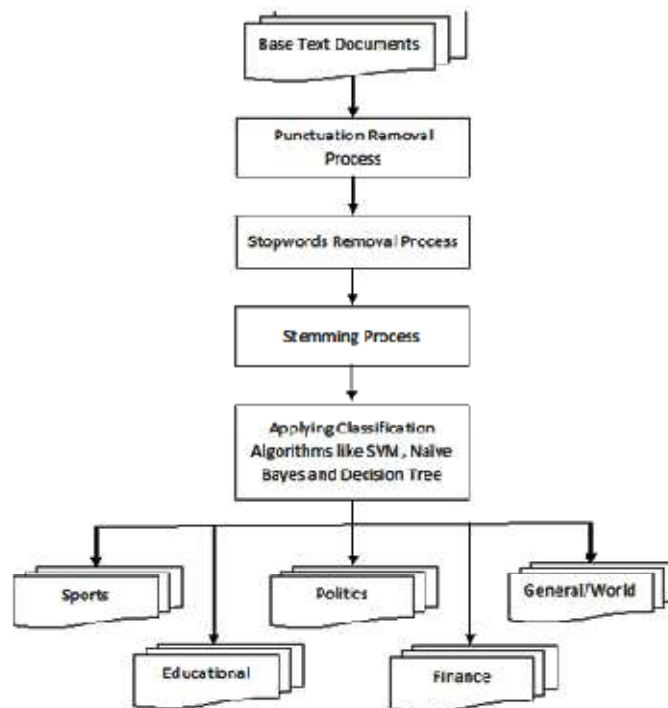 Base Text Documents
Punctuation Removal
Process
Stopwords Removal Process
Stemming Process
Applying Classification
Algorithms like SVM, Naïve
Bayes and Decision Tree
Sports
Politics
General/World
Educational
Finance